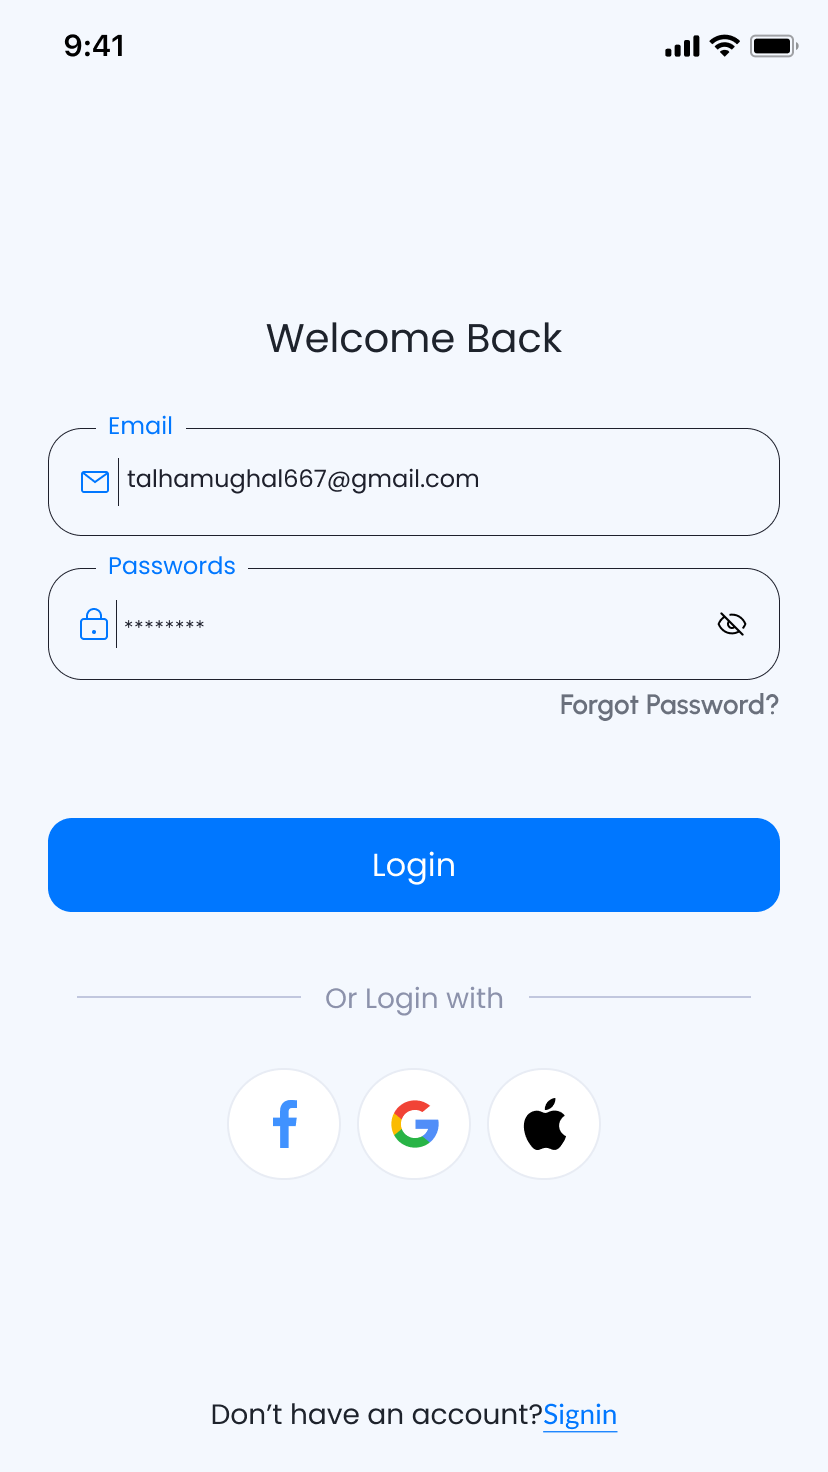 9:41
Welcome Back
Email
talhamughal667@gmail.com
Passwords
********
Forgot Password?
Login
Or Login with
Don’t have an account?Signin